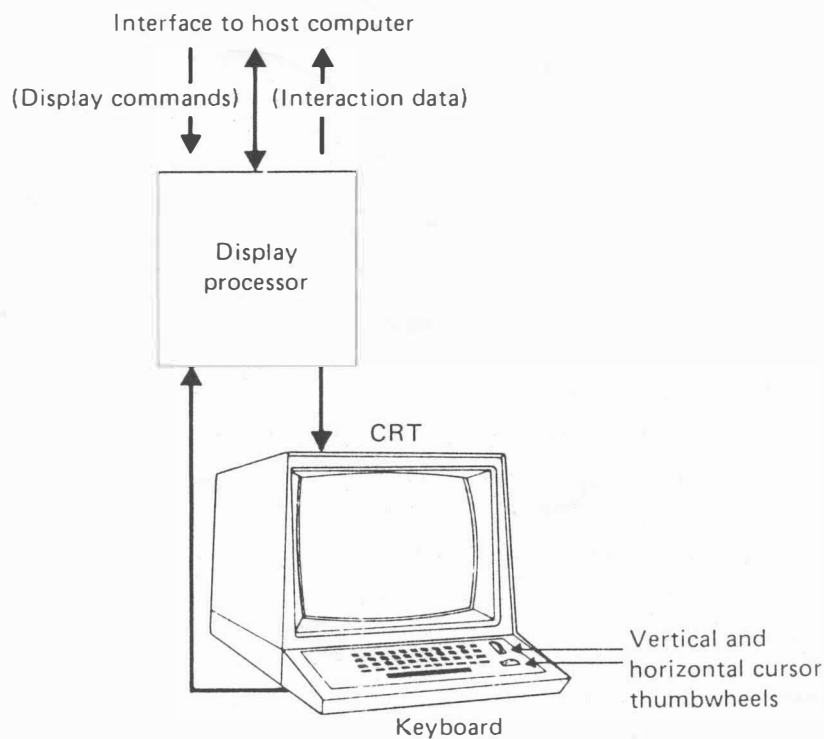 Interface to host computer
(Display commands) (Interaction data)
Display
processor
CRT
Vertical and
horizontal cursor
thumbwheels
Keyboard